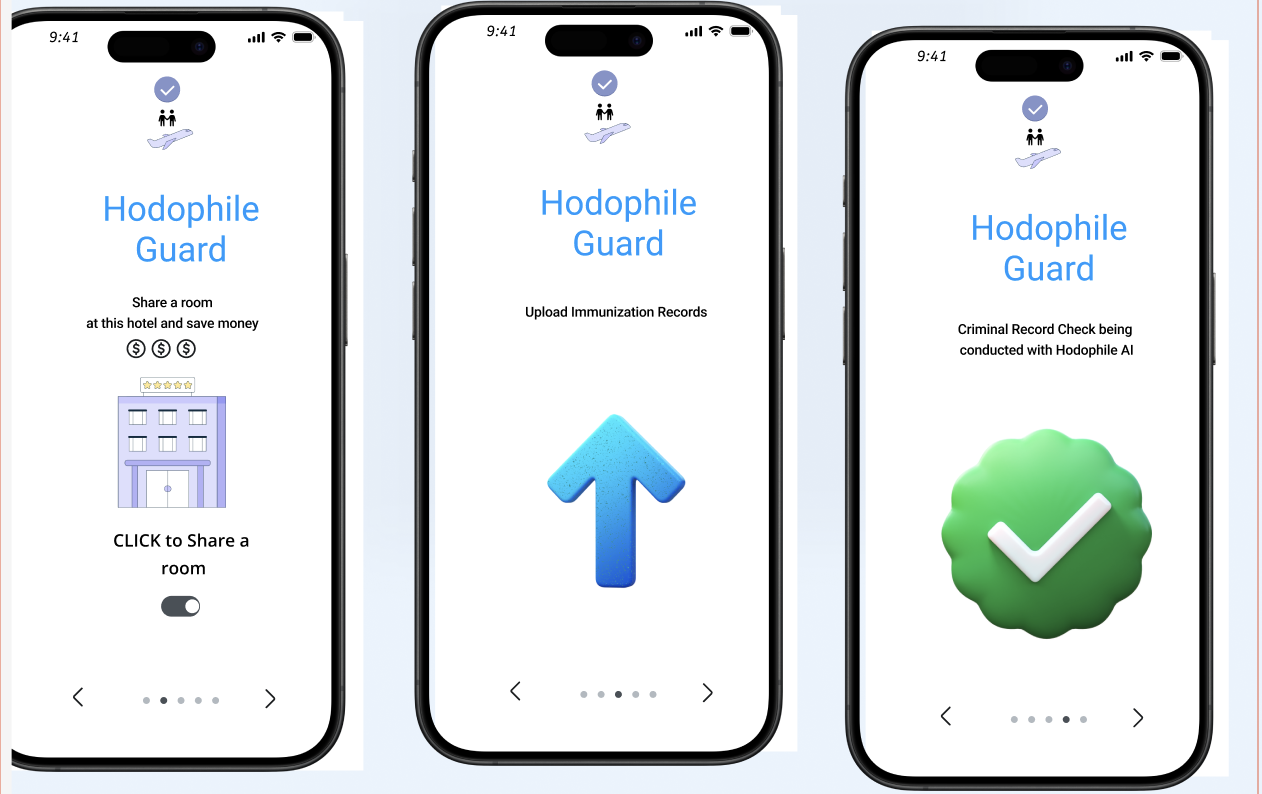 9:41
Hodophile
Guard
Share a room
at this hotel and save money
$ $ $
CLICK to Share a
room
9:41
Hodophile
Guard
Upload Immunization Records
9:41
Hodophile
Guard
Criminal Record Check being
conducted with Hodophile AI